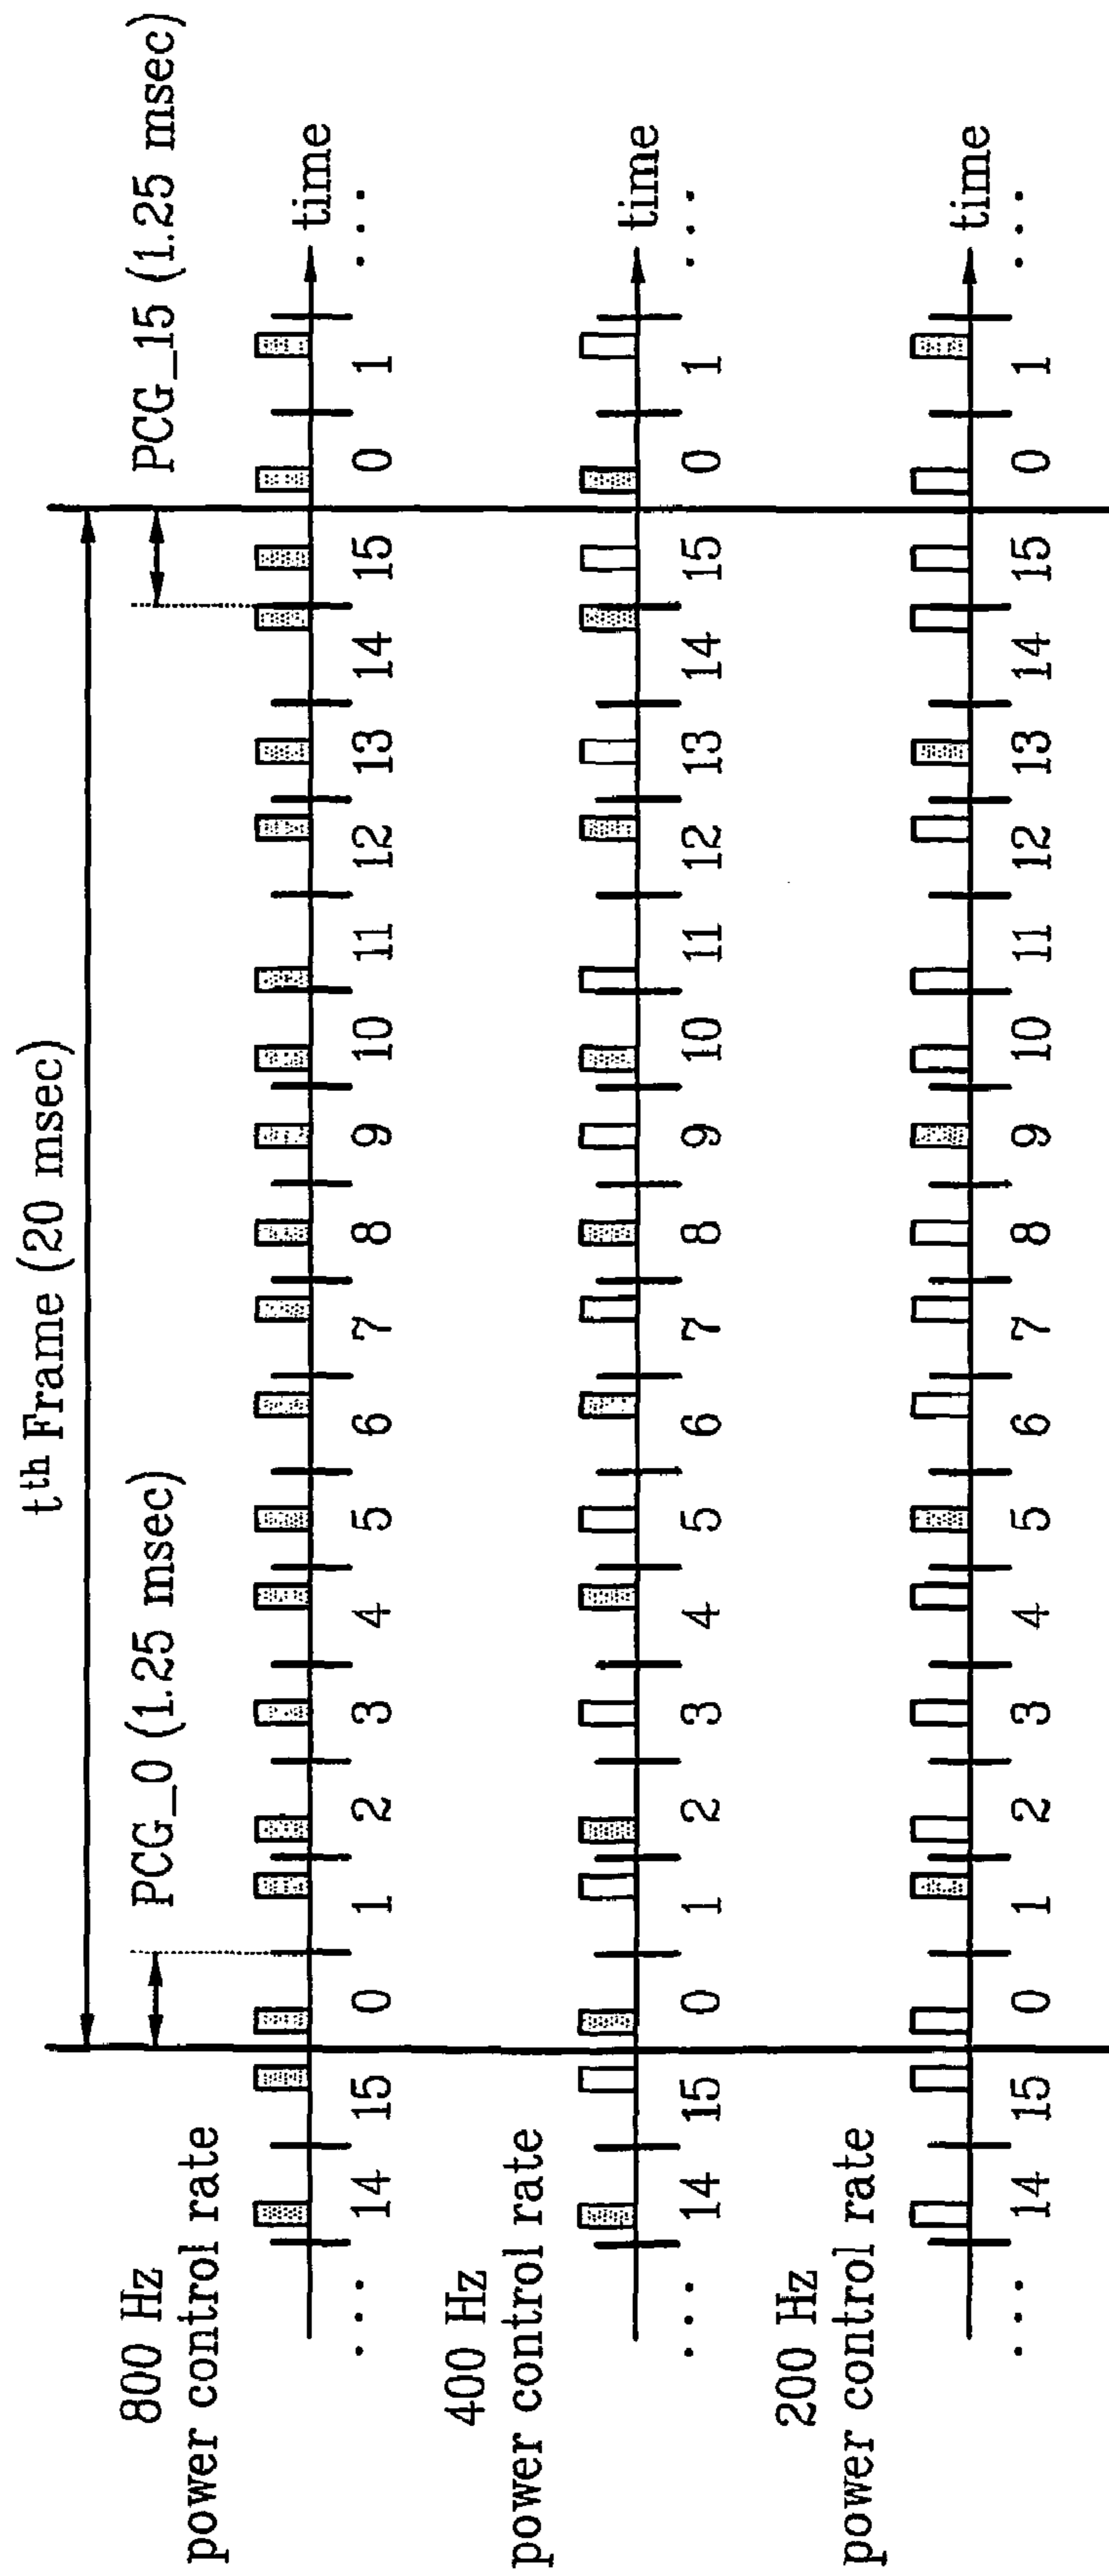 tth Frame (20 msec)
PCG_0 (1.25 msec)
PCG_15 (1.25 msec)
800 Hz
power control rate
time
... 14 15 0 1 2 3 4 5 6 7 8 9 10 11 12 13 14 15 0 1 ...
400 Hz
power control rate
time
... 14 15 0 1 2 3 4 5 6 7 8 9 10 11 12 13 14 15 0 1 ...
200 Hz
power control rate
time
... 14 15 0 1 2 3 4 5 6 7 8 9 10 11 12 13 14 15 0 1 ...